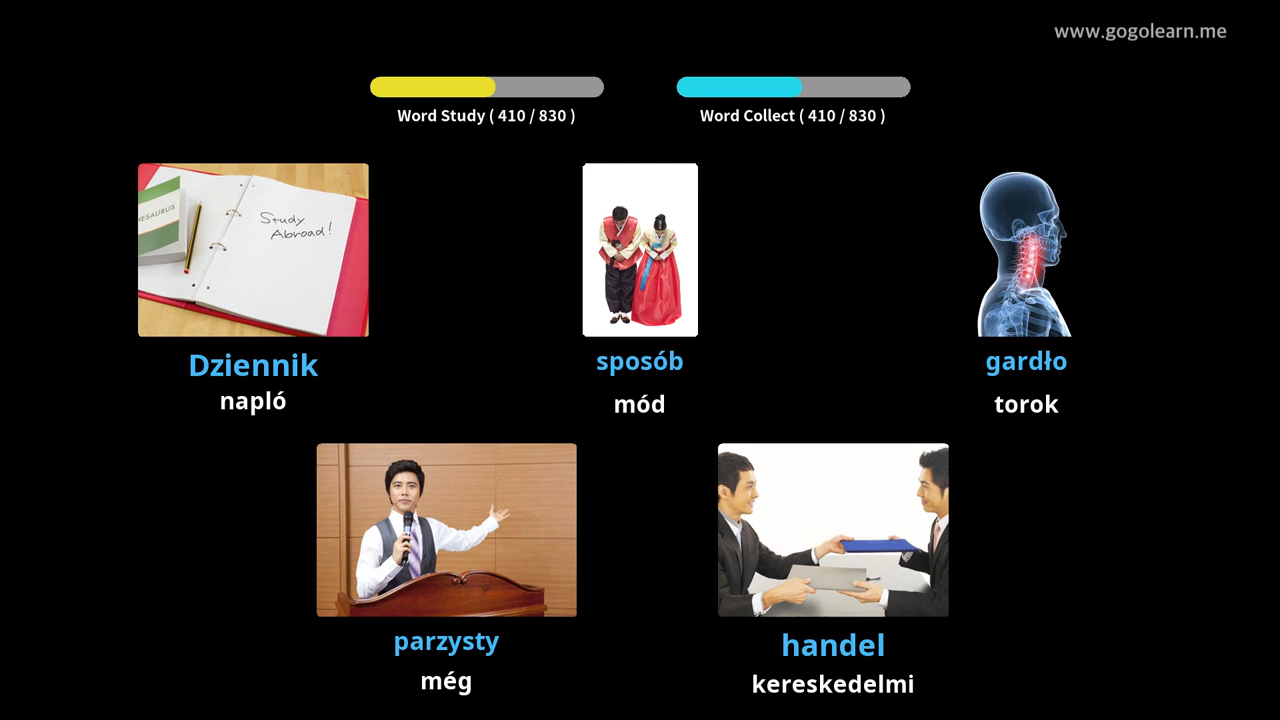 www.gogolearn.me
Word Study ( 410 / 830 )
Word Collect ( 410 / 830 )
HESAURUS
Study
Abroad!
Dziennik
napló
sposób
mód
gardło
torok
parzysty
még
handel
kereskedelmi